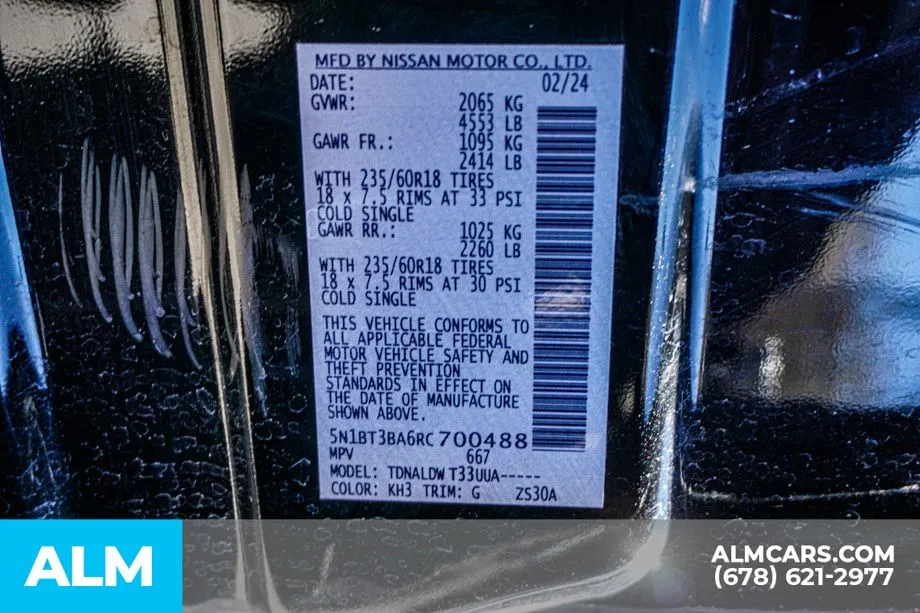 MFD BY NISSAN MOTOR CO., LTD.
DATE: 02/24
GVWR: 2065 KG
4553 LB
GAWR FR.: 1095 KG
2414 LB
WITH 235/60R18 TIRES
18 x 7.5 RIMS AT 33 PSI
COLD SINGLE
GAWR RR.: 1025 KG
2260 LB
WITH 235/60R18 TIRES
18 x 7.5 RIMS AT 30 PSI
COLD SINGLE
THIS VEHICLE CONFORMS TO
ALL APPLICABLE FEDERAL
MOTOR VEHICLE SAFETY AND
THEFT PREVENTION
STANDARDS IN EFFECT ON
THE DATE OF MANUFACTURE
SHOWN ABOVE.
5N1BT3BA6RC700488
MPV 667
MODEL: TDNALDW T33UUA-----
COLOR: KH3 TRIM: G ZS30A
ALM
ALMCARS.COM
(678) 621-2977